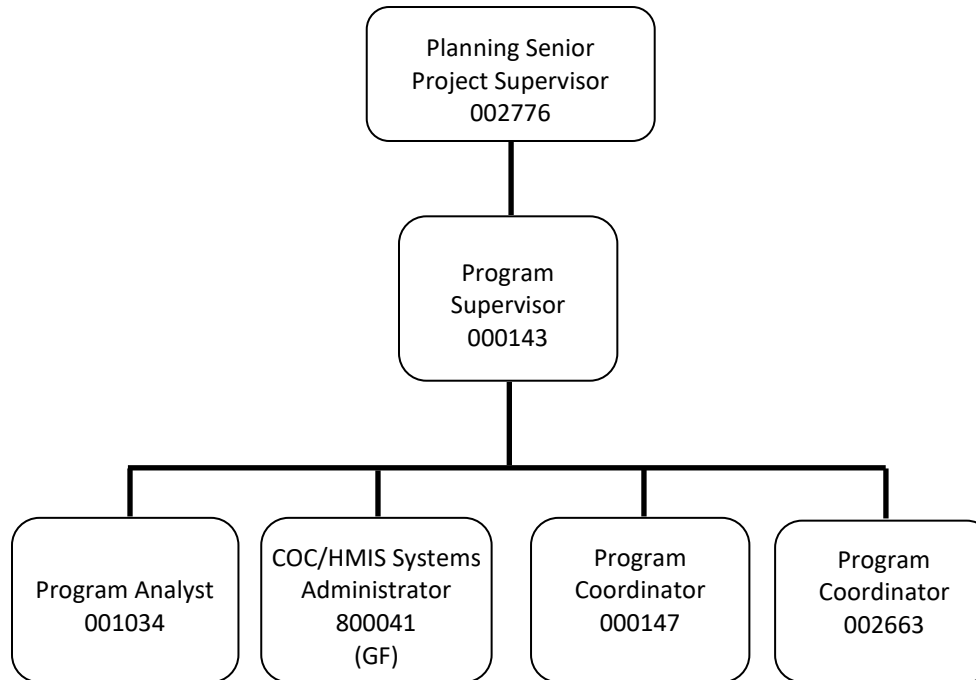 Planning Senior
Project Supervisor
002776
Program
Supervisor
000143
Program Analyst
001034
COC/HMIS Systems
Administrator
800041
(GF)
Program
Coordinator
000147
Program
Coordinator
002663